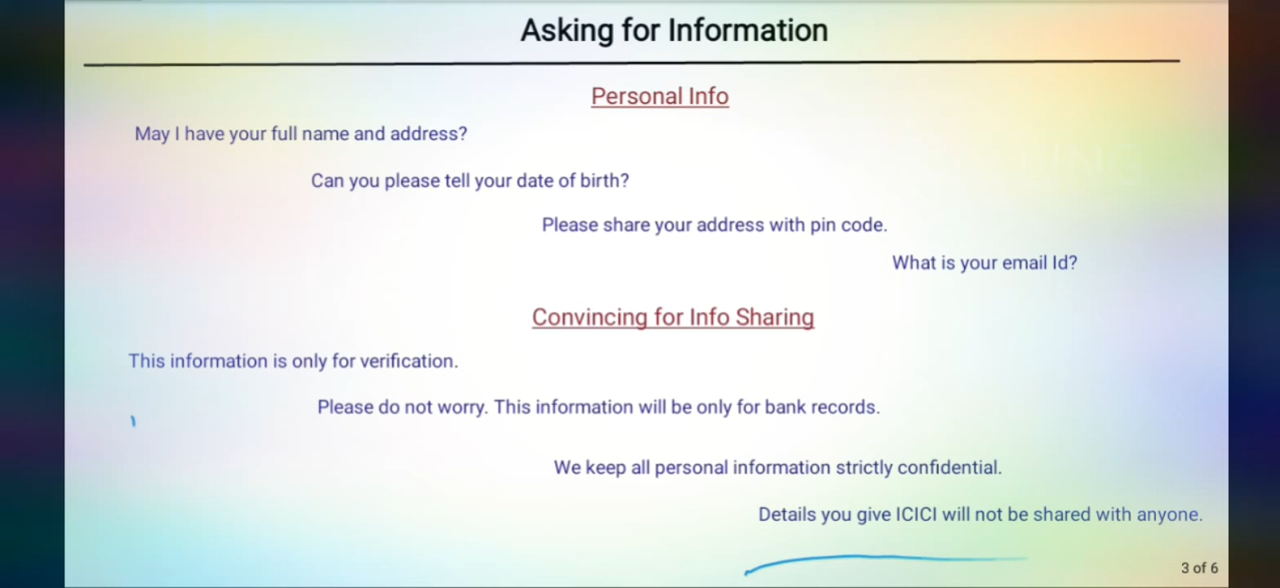 Asking for Information
Personal Info
May I have your full name and address?
Can you please tell your date of birth?
Please share your address with pin code.
What is your email Id?
Convincing for Info Sharing
This information is only for verification.
Please do not worry. This information will be only for bank records.
We keep all personal information strictly confidential.
Details you give ICICI will not be shared with anyone.
3 of 6